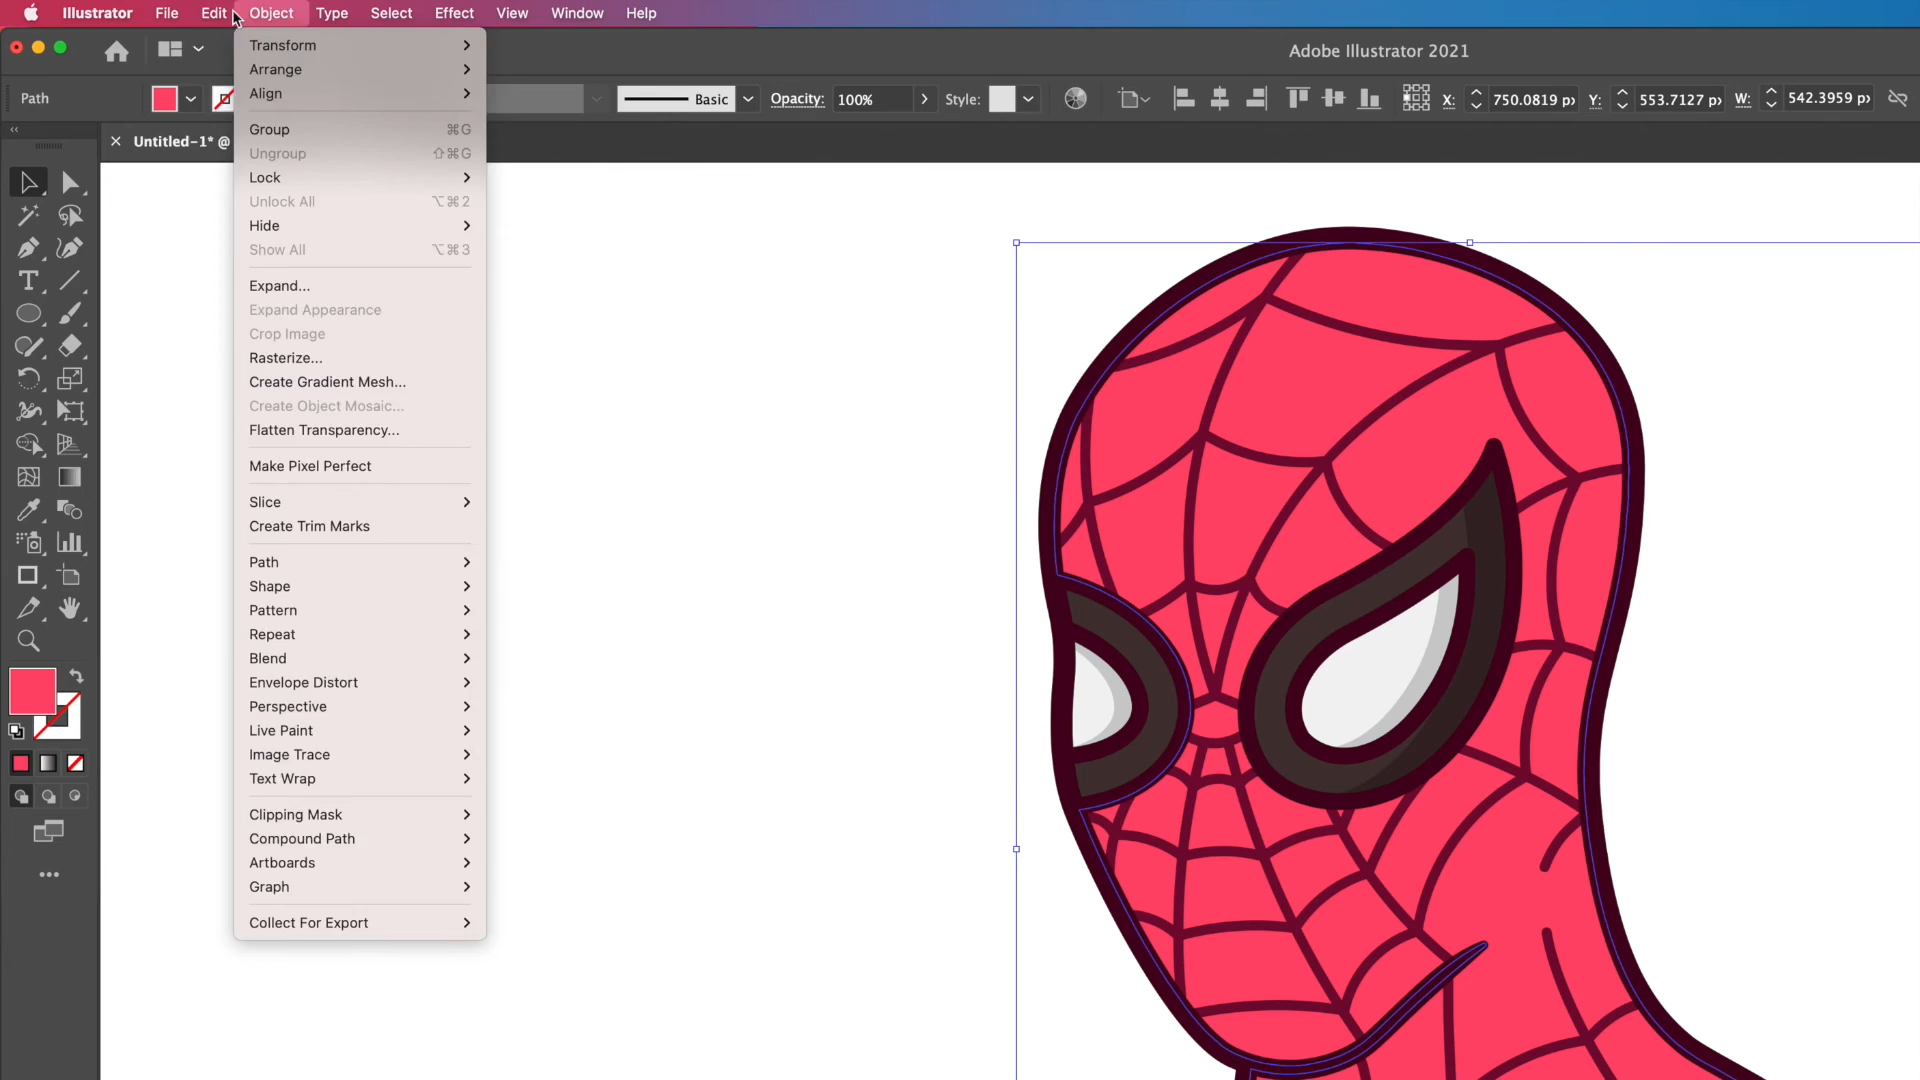 Illustrator File Edit Object Type Select Effect View Window Help
Adobe Illustrator 2021
Path Basic Opacity: 100% Style: X: 750.0819 px Y: 553.7127 px W: 542.3959 px
Untitled-1* @
Transform
Arrange
Align
Group ⌘G
Ungroup ⇧⌘G
Lock
Unlock All ⌥⌘2
Hide
Show All ⌥⌘3
Expand...
Expand Appearance
Crop Image
Rasterize...
Create Gradient Mesh...
Create Object Mosaic...
Flatten Transparency...
Make Pixel Perfect
Slice
Create Trim Marks
Path
Shape
Pattern
Repeat
Blend
Envelope Distort
Perspective
Live Paint
Image Trace
Text Wrap
Clipping Mask
Compound Path
Artboards
Graph
Collect For Export